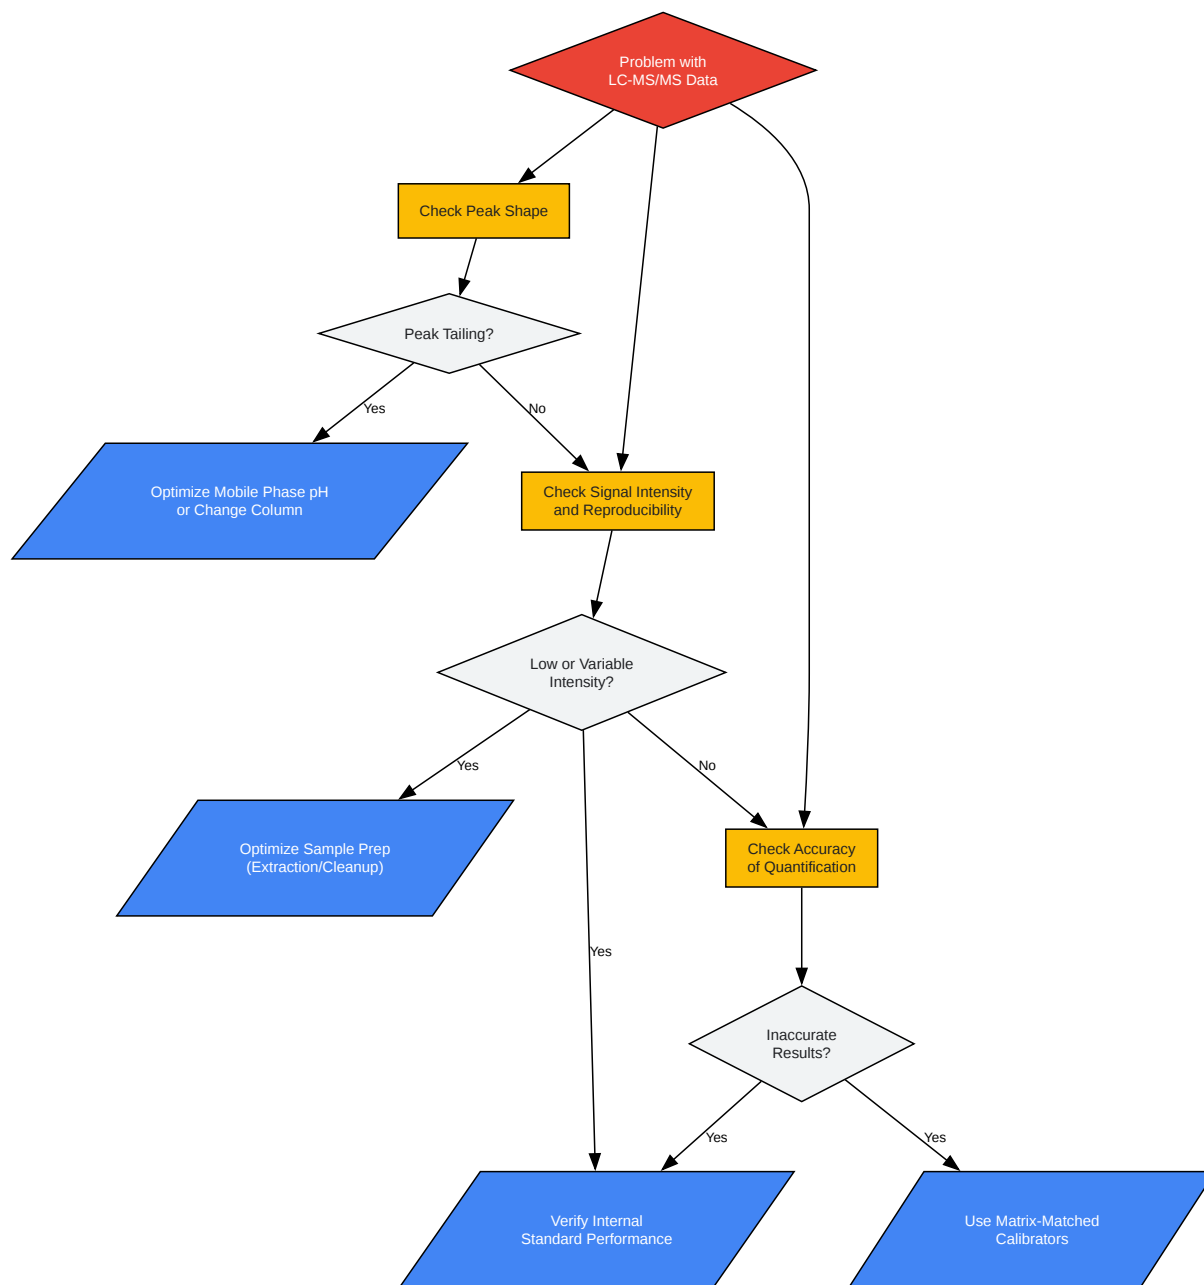 Problem with
LC-MS/MS Data
Check Peak Shape
Peak Tailing?
Yes
No
Optimize Mobile Phase pH
or Change Column
Check Signal Intensity
and Reproducibility
Low or Variable
Intensity?
Yes
No
Optimize Sample Prep
(Extraction/Cleanup)
Check Accuracy
of Quantification
Yes
Inaccurate
Results?
Yes
Yes
Verify Internal
Standard Performance
Use Matrix-Matched
Calibrators